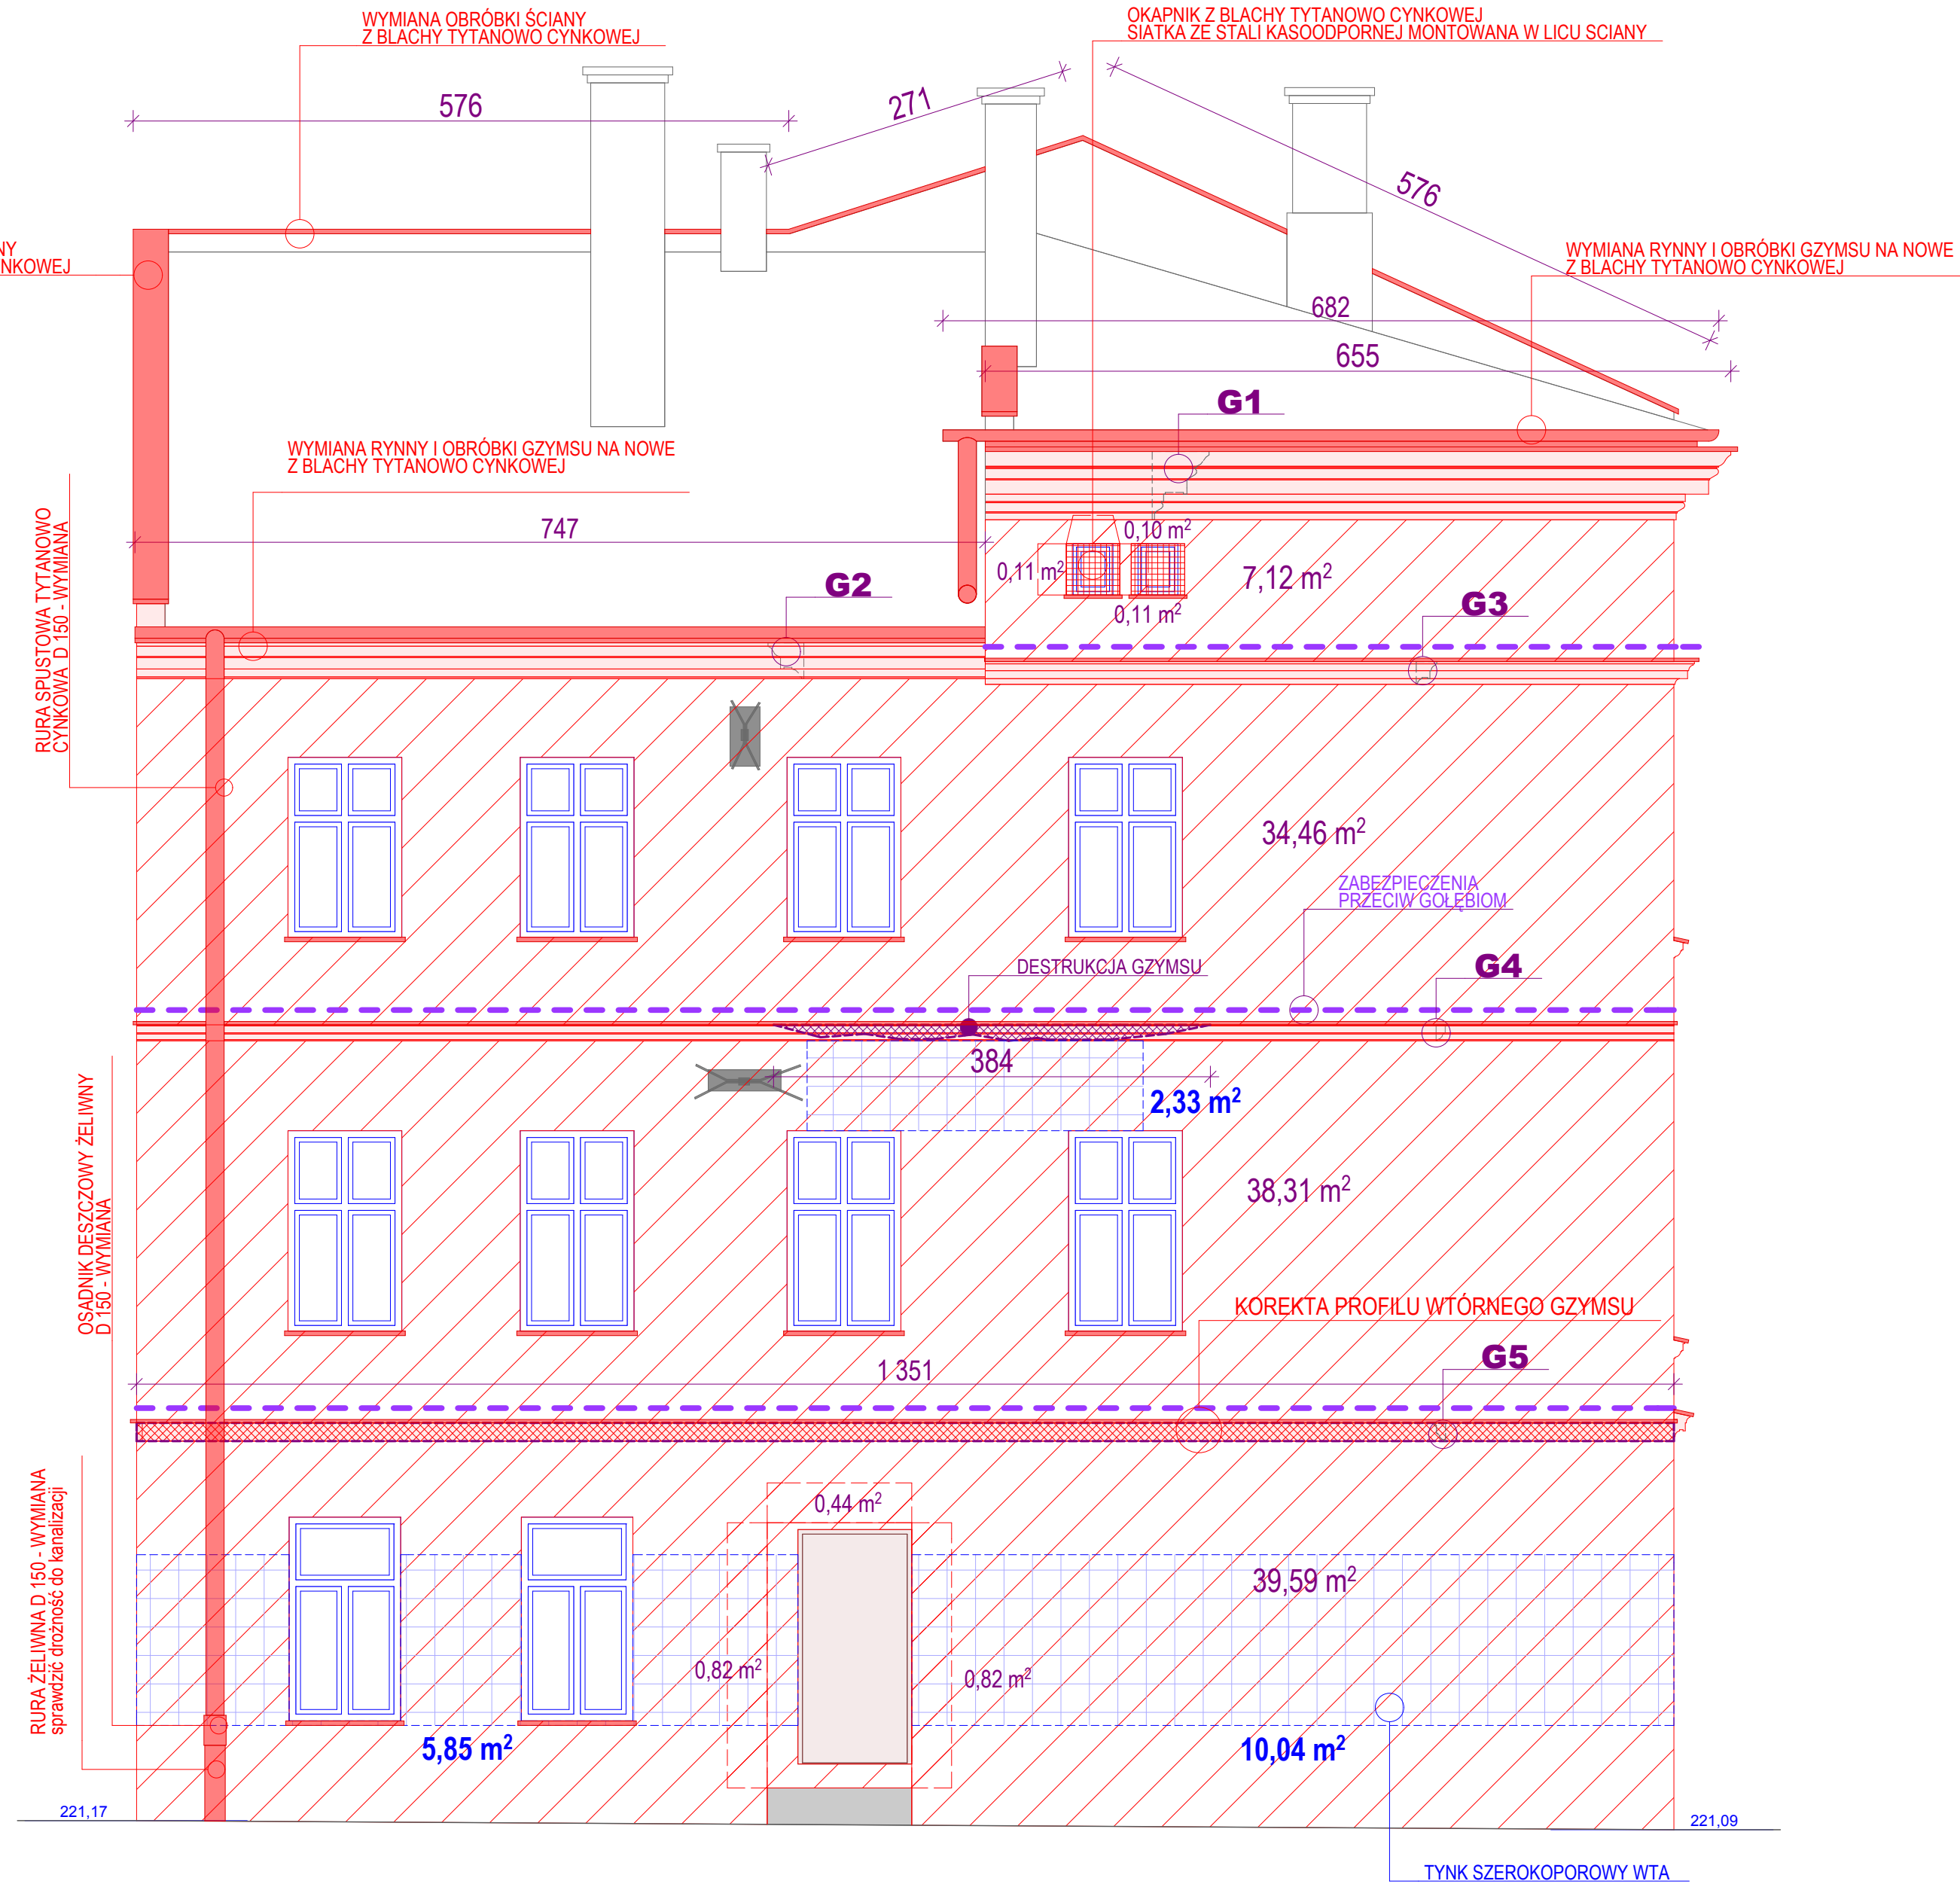 WYMIANA OBRÓBKI ŚCIANY
Z BLACHY TYTANOWO CYNKOWEJ
OKAPNIK Z BLACHY TYTANOWO CYNKOWEJ
SIATKA ZE STALI KASOODPORNEJ MONTOWANA W LICU SCIANY
576
271
576
NY
NKOWEJ
WYMIANA RYNNY I OBRÓBKI GZYMSU NA NOWE
Z BLACHY TYTANOWO CYNKOWEJ
682
655
G1
WYMIANA RYNNY I OBRÓBKI GZYMSU NA NOWE
Z BLACHY TYTANOWO CYNKOWEJ
RURA SPUSTOWA TYTANOWO
CYNKOWA D 150 - WYMIANA
747
0,10 m²
0,11 m²
7,12 m²
0,11 m²
G2
G3
34,46 m²
ZABEZPIECZENIA
PRZECIW GOŁĘBIOM
DESTRUKCJA GZYMSU
G4
384
2,33 m²
OSADNIK DESZCZOWY ŻELIWNY
D 150 - WYMIANA
38,31 m²
KOREKTA PROFILU WTÓRNEGO GZYMSU
G5
1 351
RURA ŻELIWNA D 150 - WYMIANA
sprawdzić drożność do kanalizacji
0,44 m²
39,59 m²
0,82 m²
0,82 m²
5,85 m²
10,04 m²
221,17
221,09
TYNK SZEROKOPOROWY WTA